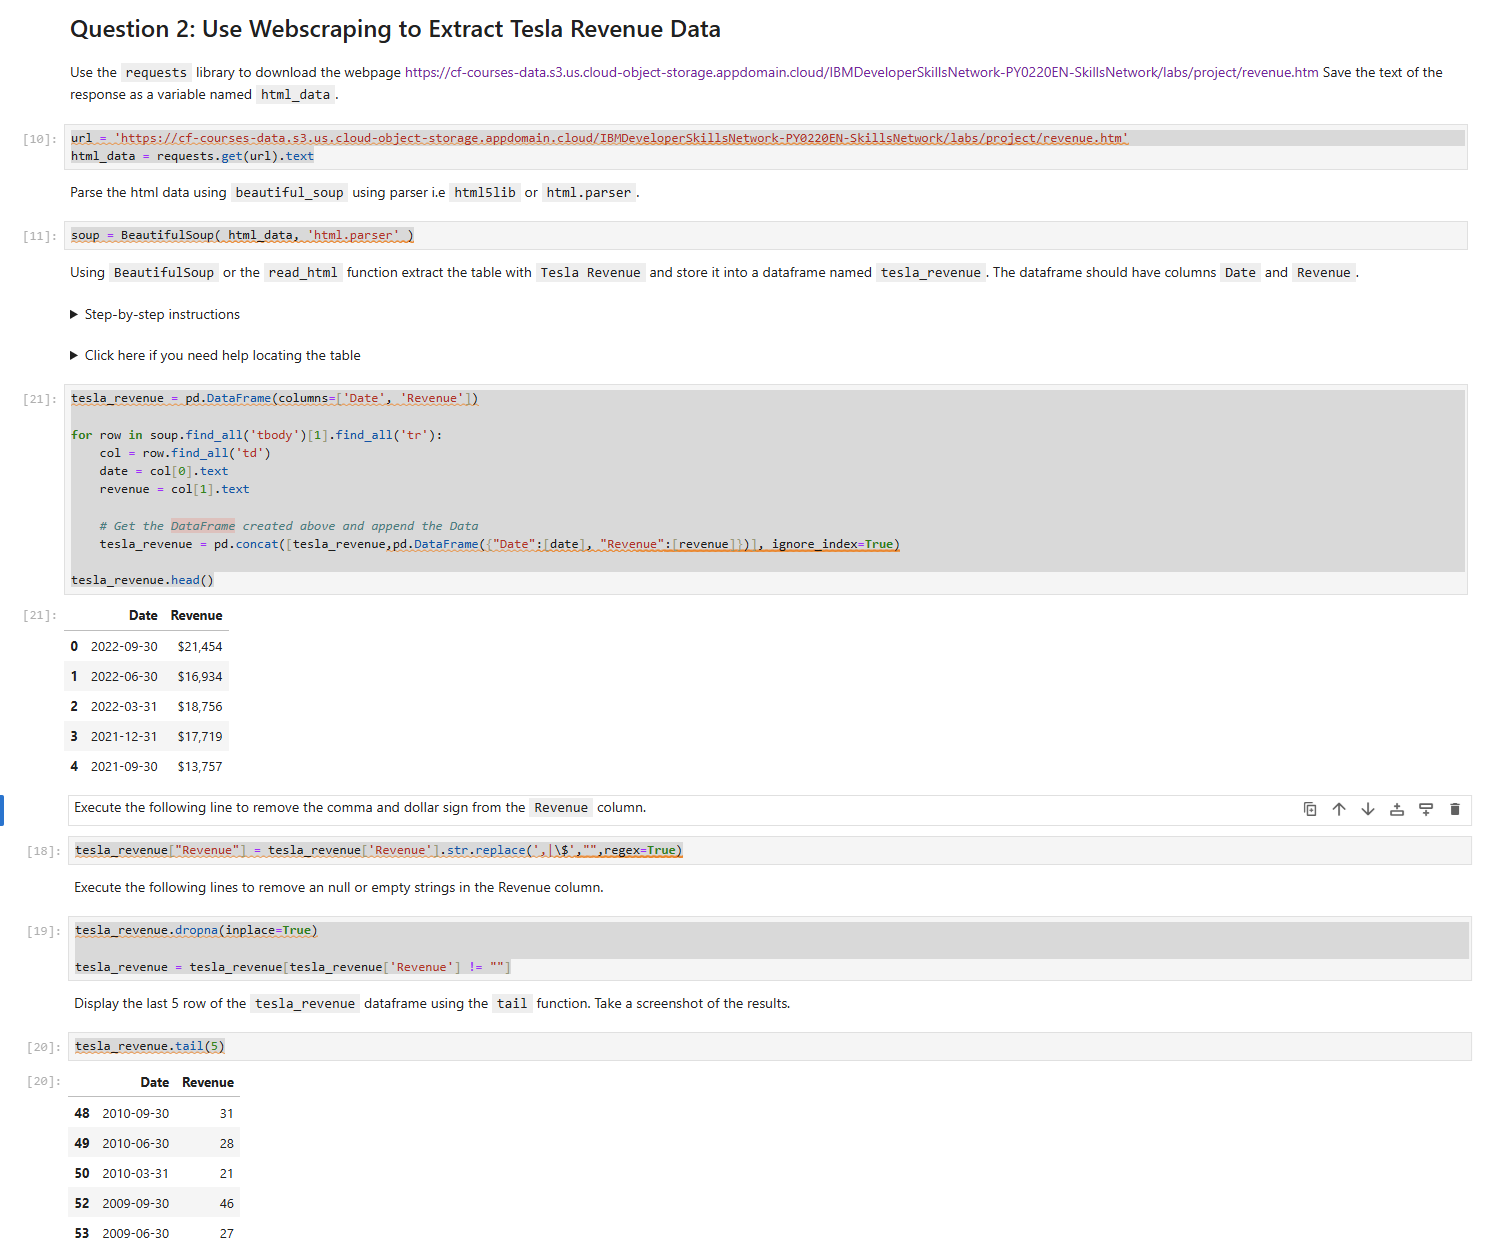 Question 2: Use Webscraping to Extract Tesla Revenue Data
Use the requests library to download the webpage https://cf-courses-data.s3.us.cloud-object-storage.appdomain.cloud/IBMDeveloperSkillsNetwork-PY0220EN-SkillsNetwork/labs/project/revenue.htm Save the text of the
response as a variable named html_data .
[10]: url = 'https://cf-courses-data.s3.us.cloud-object-storage.appdomain.cloud/IBMDeveloperSkillsNetwork-PY0220EN-SkillsNetwork/labs/project/revenue.htm'
html_data = requests.get(url).text
Parse the html data using beautiful_soup using parser i.e html5lib or html.parser .
[11]: soup = BeautifulSoup( html_data, 'html.parser' )
Using BeautifulSoup or the read_html function extract the table with Tesla Revenue and store it into a dataframe named tesla_revenue . The dataframe should have columns Date and Revenue .
▶ Step-by-step instructions
▶ Click here if you need help locating the table
[21]: tesla_revenue = pd.DataFrame(columns=['Date', 'Revenue'])
for row in soup.find_all('tbody')[1].find_all('tr'):
    col = row.find_all('td')
    date = col[0].text
    revenue = col[1].text
    # Get the DataFrame created above and append the Data
    tesla_revenue = pd.concat([tesla_revenue,pd.DataFrame({"Date":[date], "Revenue":[revenue]})], ignore_index=True)
tesla_revenue.head()
[21]: Date Revenue
0 2022-09-30 $21,454
1 2022-06-30 $16,934
2 2022-03-31 $18,756
3 2021-12-31 $17,719
4 2021-09-30 $13,757
Execute the following line to remove the comma and dollar sign from the Revenue column.
[18]: tesla_revenue["Revenue"] = tesla_revenue['Revenue'].str.replace(',|\$',"",regex=True)
Execute the following lines to remove an null or empty strings in the Revenue column.
[19]: tesla_revenue.dropna(inplace=True)
tesla_revenue = tesla_revenue[tesla_revenue['Revenue'] != ""]
Display the last 5 row of the tesla_revenue dataframe using the tail function. Take a screenshot of the results.
[20]: tesla_revenue.tail(5)
[20]: Date Revenue
48 2010-09-30 31
49 2010-06-30 28
50 2010-03-31 21
52 2009-09-30 46
53 2009-06-30 27